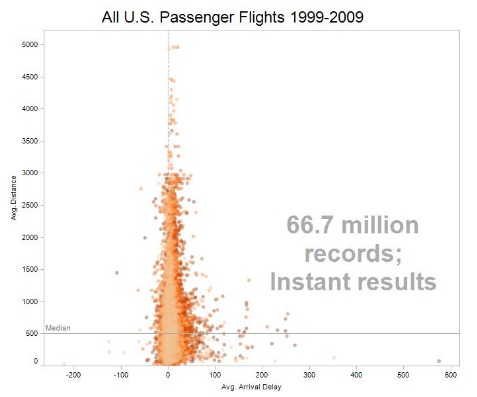 All U.S. Passenger Flights 1999-2009
5000
4500
4000
3500
3000
2500
2000
1500
1000
500
0
Avg. Distance
66.7 million
records;
Instant results
Median
-200 -100 0 100 200 300 400 500 600
Avg. Arrival Delay